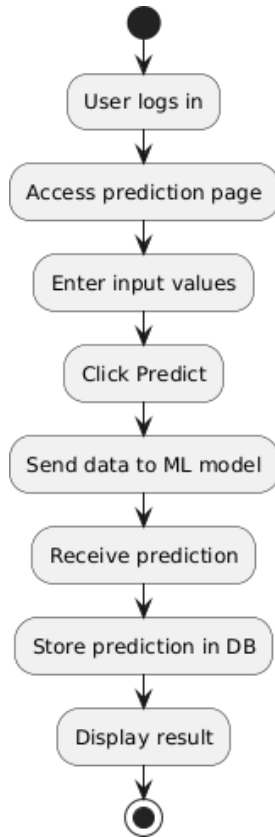 User logs in
Access prediction page
Enter input values
Click Predict
Send data to ML model
Receive prediction
Store prediction in DB
Display result